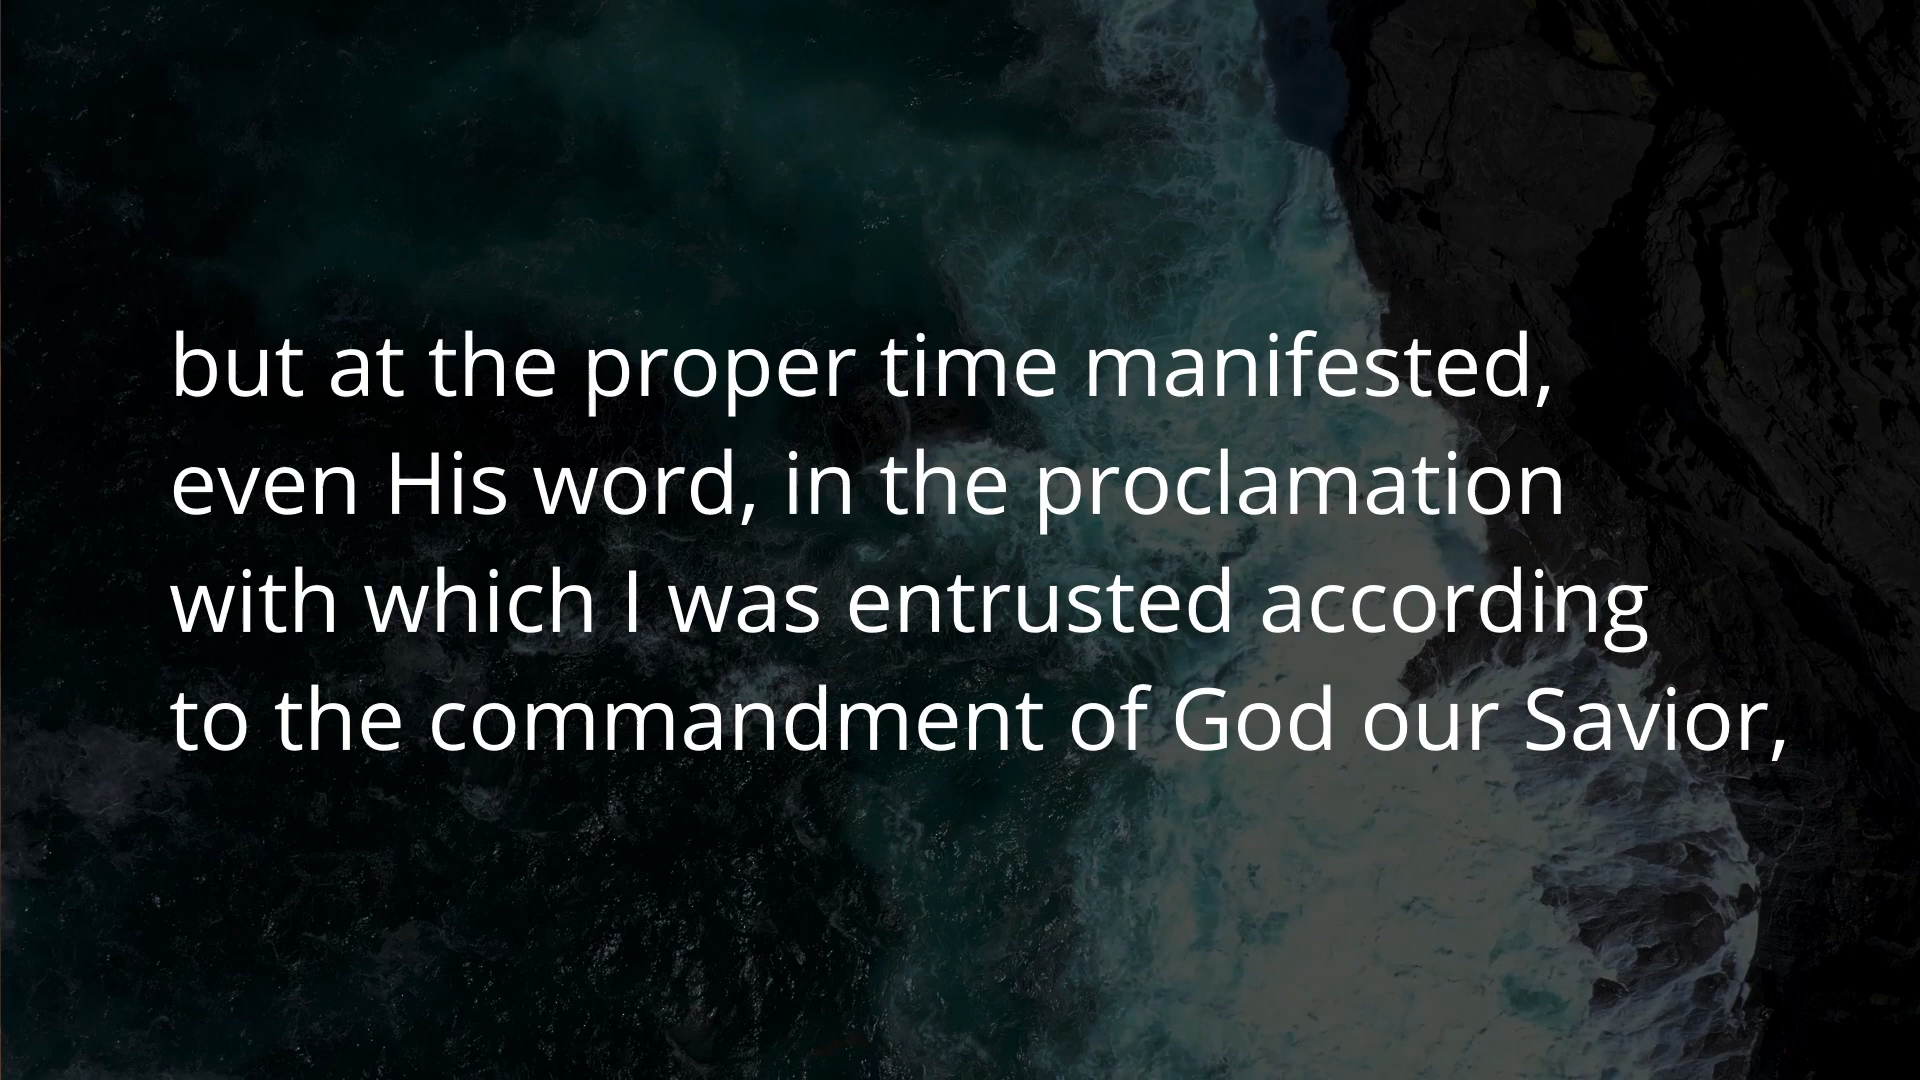 but at the proper time manifested,
even His word, in the proclamation
with which I was entrusted according
to the commandment of God our Savior,